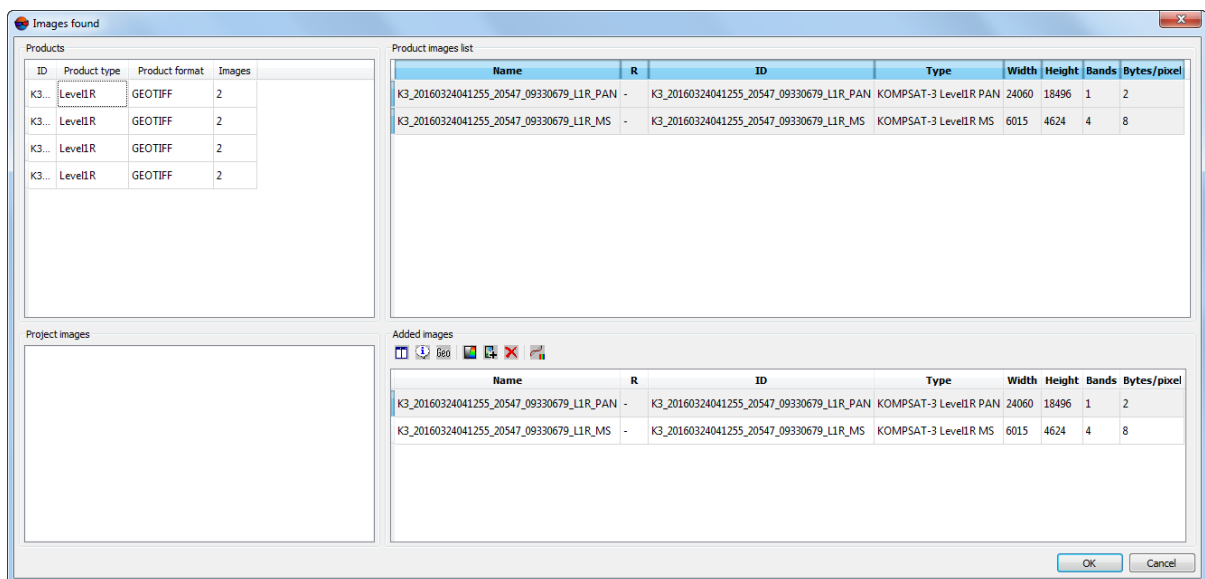 Images found
Products
ID Product type Product format Images
K3... Level1R GEOTIFF 2
K3... Level1R GEOTIFF 2
K3... Level1R GEOTIFF 2
K3... Level1R GEOTIFF 2
Product images list
Name R ID Type Width Height Bands Bytes/pixel
K3_20160324041255_20547_09330679_L1R_PAN - K3_20160324041255_20547_09330679_L1R_PAN KOMPSAT-3 Level1R PAN 24060 18496 1 2
K3_20160324041255_20547_09330679_L1R_MS - K3_20160324041255_20547_09330679_L1R_MS KOMPSAT-3 Level1R MS 6015 4624 4 8
Project images
Added images
Geo
Name R ID Type Width Height Bands Bytes/pixel
K3_20160324041255_20547_09330679_L1R_PAN - K3_20160324041255_20547_09330679_L1R_PAN KOMPSAT-3 Level1R PAN 24060 18496 1 2
K3_20160324041255_20547_09330679_L1R_MS - K3_20160324041255_20547_09330679_L1R_MS KOMPSAT-3 Level1R MS 6015 4624 4 8
OK Cancel